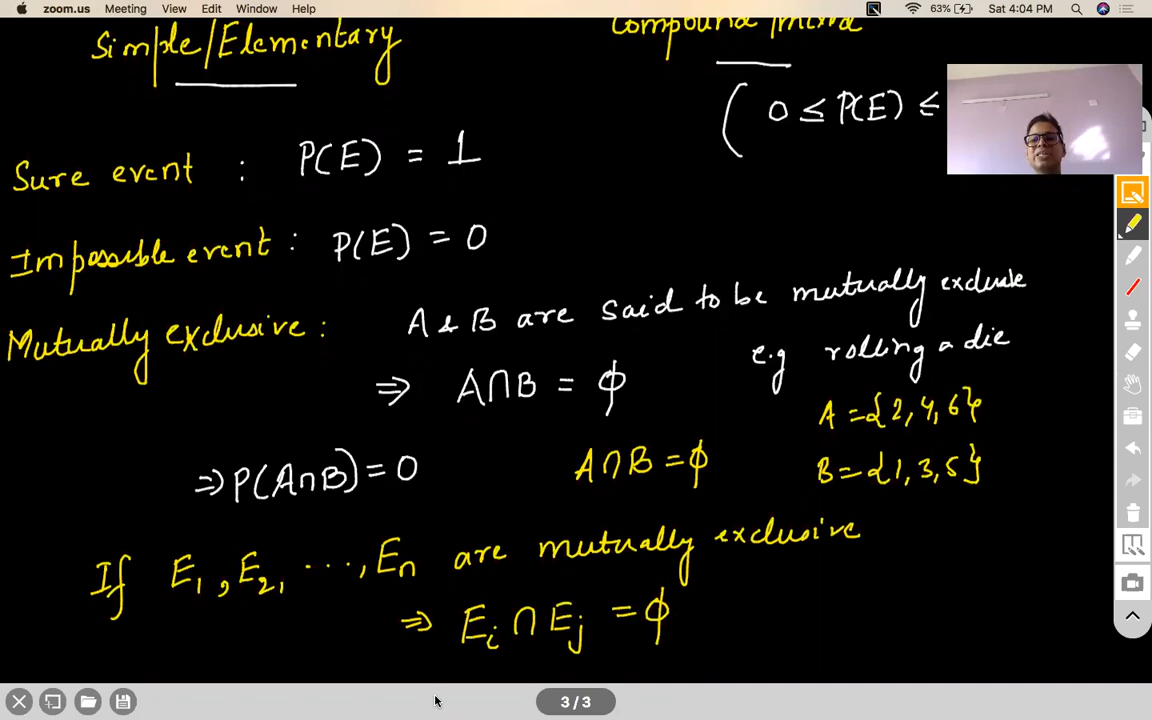 zoom.us Meeting View Edit Window Help 63% Sat 4:04 PM
Simple/Elementary
Compound/mixed
( 0 ≤ P(E) ≤
Sure event : P(E) = 1
Impossible event : P(E) = 0
Mutually exclusive : A & B are said to be mutually exclusive
e.g rolling a die
⇒ A∩B = ϕ
A = {2, 4, 6}
⇒ P(A∩B) = 0
A∩B = ϕ
B = {1, 3, 5}
If E₁, E₂, ..., Eₙ are mutually exclusive
⇒ Eᵢ ∩ Eⱼ = ϕ
3 / 3